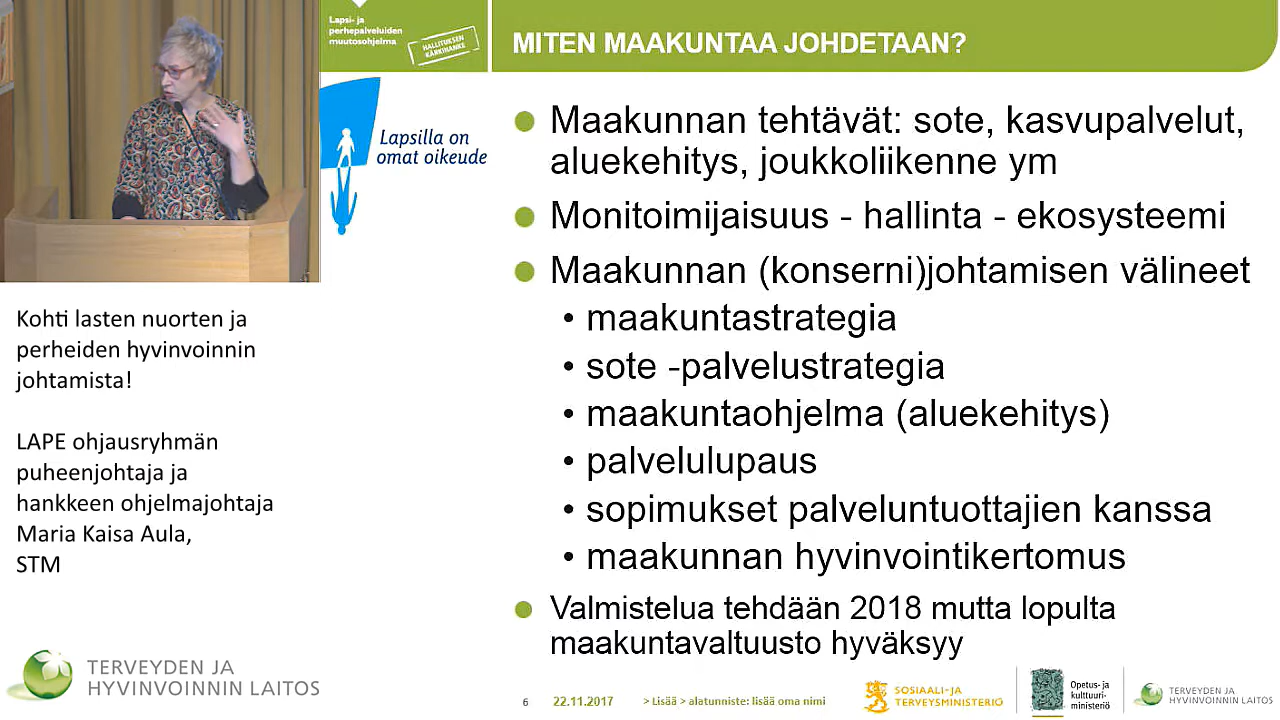 Lapsi- ja
perhepalveluiden
muutosohjelma
HALLITUKSEN
KÄRKIHANKE
MITEN MAAKUNTAA JOHDETAAN?
Lapsilla on
omat oikeude
Maakunnan tehtävät: sote, kasvupalvelut,
aluekehitys, joukkoliikenne ym
Monitoimijaisuus - hallinta - ekosysteemi
Maakunnan (konserni)johtamisen välineet
• maakuntastrategia
• sote -palvelustrategia
• maakuntaohjelma (aluekehitys)
• palvelulupaus
• sopimukset palveluntuottajien kanssa
• maakunnan hyvinvointikertomus
Valmistelua tehdään 2018 mutta lopulta
maakuntavaltuusto hyväksyy
Kohti lasten nuorten ja
perheiden hyvinvoinnin
johtamista!
LAPE ohjausryhmän
puheenjohtaja ja
hankkeen ohjelmajohtaja
Maria Kaisa Aula,
STM
TERVEYDEN JA
HYVINVOINNIN LAITOS
6 22.11.2017 > Lisää > alatunniste: lisää oma nimi
SOSIAALI- JA
TERVEYSMINISTERIÖ
Opetus- ja
kulttuuri-
ministeriö
TERVEYDEN JA
HYVINVOINNIN LAITOS